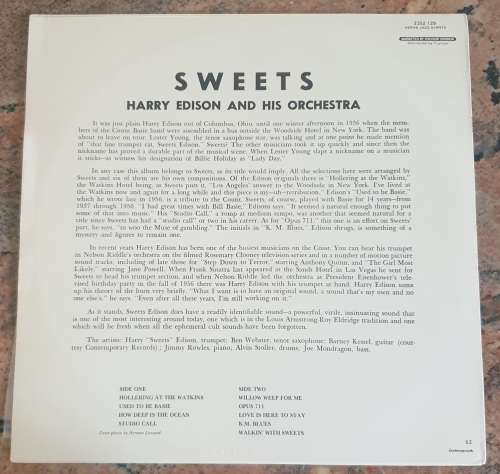 2352 129
VERVE JAZZ GIANTS
SWEETS
HARRY EDISON AND HIS ORCHESTRA
It was just plain Harry Edison out of Columbus, Ohio, until one winter afternoon in 1936 when the mem-
bers of the Count Basie band were assembled in a bus outside the Woodside Hotel in New York. The band was
about to leave on tour. Lester Young, the tenor saxophone star, was talking and at one point he made mention
of "that fine trumpet cat, Sweets Edison." Sweets! The other musicians took it up quickly and since then the
nickname has proved a durable part of the musical scene. When Lester Young slaps a nickname on a musician
it sticks—as witness his designation of Billie Holiday as "Lady Day."
In any case this album belongs to Sweets, as its title would imply. All the selections here were arranged by
Sweets and six of them are his own compositions. Of the Edison originals there is "Hollering at the Watkins,"
the Watkins Hotel being, as Sweets puts it, "Los Angeles' answer to the Woodside in New York. I've lived at
the Watkins now and again for a long while and this piece is my—uh—retribution." Edison's "Used to be Basie,"
which he wrote late in 1956, is a tribute to the Count. Sweets, of course, played with Basie for 14 years—from
1937 through 1950. "I had great times with Bill Basie," Edison says. "It seemed a natural enough thing to put
some of that into music." His "Studio Call," a romp at medium tempo, was another that seemed natural for a
title since Sweets has had a "studio call" or two in his career. As for "Opus 711," that one is an effort on Sweets'
part, he says, "to woo the Muse of gambling." The initials in "K. M. Blues," Edison shrugs, is something of a
mystery and figures to remain one.
In recent years Harry Edison has been one of the busiest musicians on the Coast. You can hear his trumpet
in Nelson Riddle's orchestra on the filmed Rosemary Clooney television series and in a number of motion picture
sound tracks, including of late those for "Step Down to Terror," starring Anthony Quinn, and "The Girl Most
Likely," starring Jane Powell. When Frank Sinatra last appeared at the Sands Hotel in Las Vegas he sent for
Sweets to head his trumpet section and when Nelson Riddle led the orchestra at President Eisenhower's tele-
vised birthday party in the fall of 1956 there was Harry Edison with his trumpet at hand. Harry Edison sums
up his theory of the horn very briefly. "What I want is to have an original sound, a sound that's my own and no
one else's," he says. "Even after all these years, I'm still working on it."
As it stands, Sweets Edison does have a readily identifiable sound—a powerful, virile, insinuating sound that
is one of the most interesting around today, one which is in the Louis Armstrong-Roy Eldridge tradition and one
which will be fresh when all the ephemeral cult sounds have been forgotten.
The artists: Harry "Sweets" Edison, trumpet; Ben Webster, tenor saxophone; Barney Kessel, guitar (cour-
tesy Contemporary Records); Jimmy Rowles, piano; Alvin Stoller, drums; Joe Mondragon, bass.
SIDE ONE
HOLLERING AT THE WATKINS
USED TO BE BASIE
HOW DEEP IS THE OCEAN
STUDIO CALL
Cover photo by Herman Leonard
SIDE TWO
WILLOW WEEP FOR ME
OPUS 711
LOVE IS HERE TO STAY
K.M. BLUES
WALKIN' WITH SWEETS